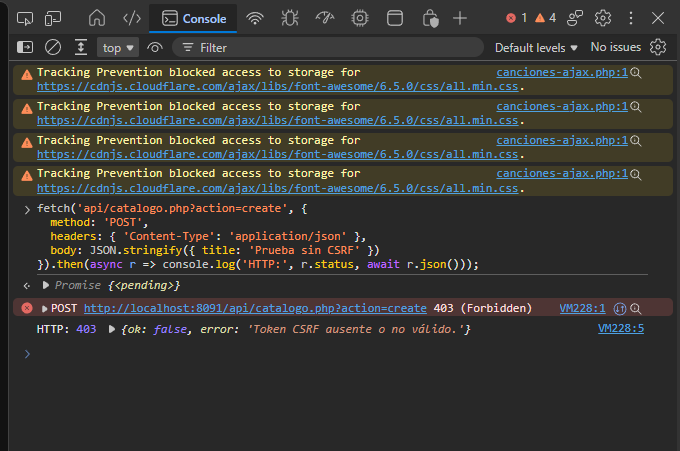 Console
1 4
top Filter Default levels No issues
Tracking Prevention blocked access to storage for canciones-ajax.php:1
https://cdnjs.cloudflare.com/ajax/libs/font-awesome/6.5.0/css/all.min.css.
Tracking Prevention blocked access to storage for canciones-ajax.php:1
https://cdnjs.cloudflare.com/ajax/libs/font-awesome/6.5.0/css/all.min.css.
Tracking Prevention blocked access to storage for canciones-ajax.php:1
https://cdnjs.cloudflare.com/ajax/libs/font-awesome/6.5.0/css/all.min.css.
Tracking Prevention blocked access to storage for canciones-ajax.php:1
https://cdnjs.cloudflare.com/ajax/libs/font-awesome/6.5.0/css/all.min.css.
fetch('api/catalogo.php?action=create', {
method: 'POST',
headers: { 'Content-Type': 'application/json' },
body: JSON.stringify({ title: 'Prueba sin CSRF' })
}).then(async r => console.log('HTTP:', r.status, await r.json()));
Promise {<pending>}
POST http://localhost:8091/api/catalogo.php?action=create 403 (Forbidden) VM228:1
HTTP: 403 {ok: false, error: 'Token CSRF ausente o no válido.'} VM228:5